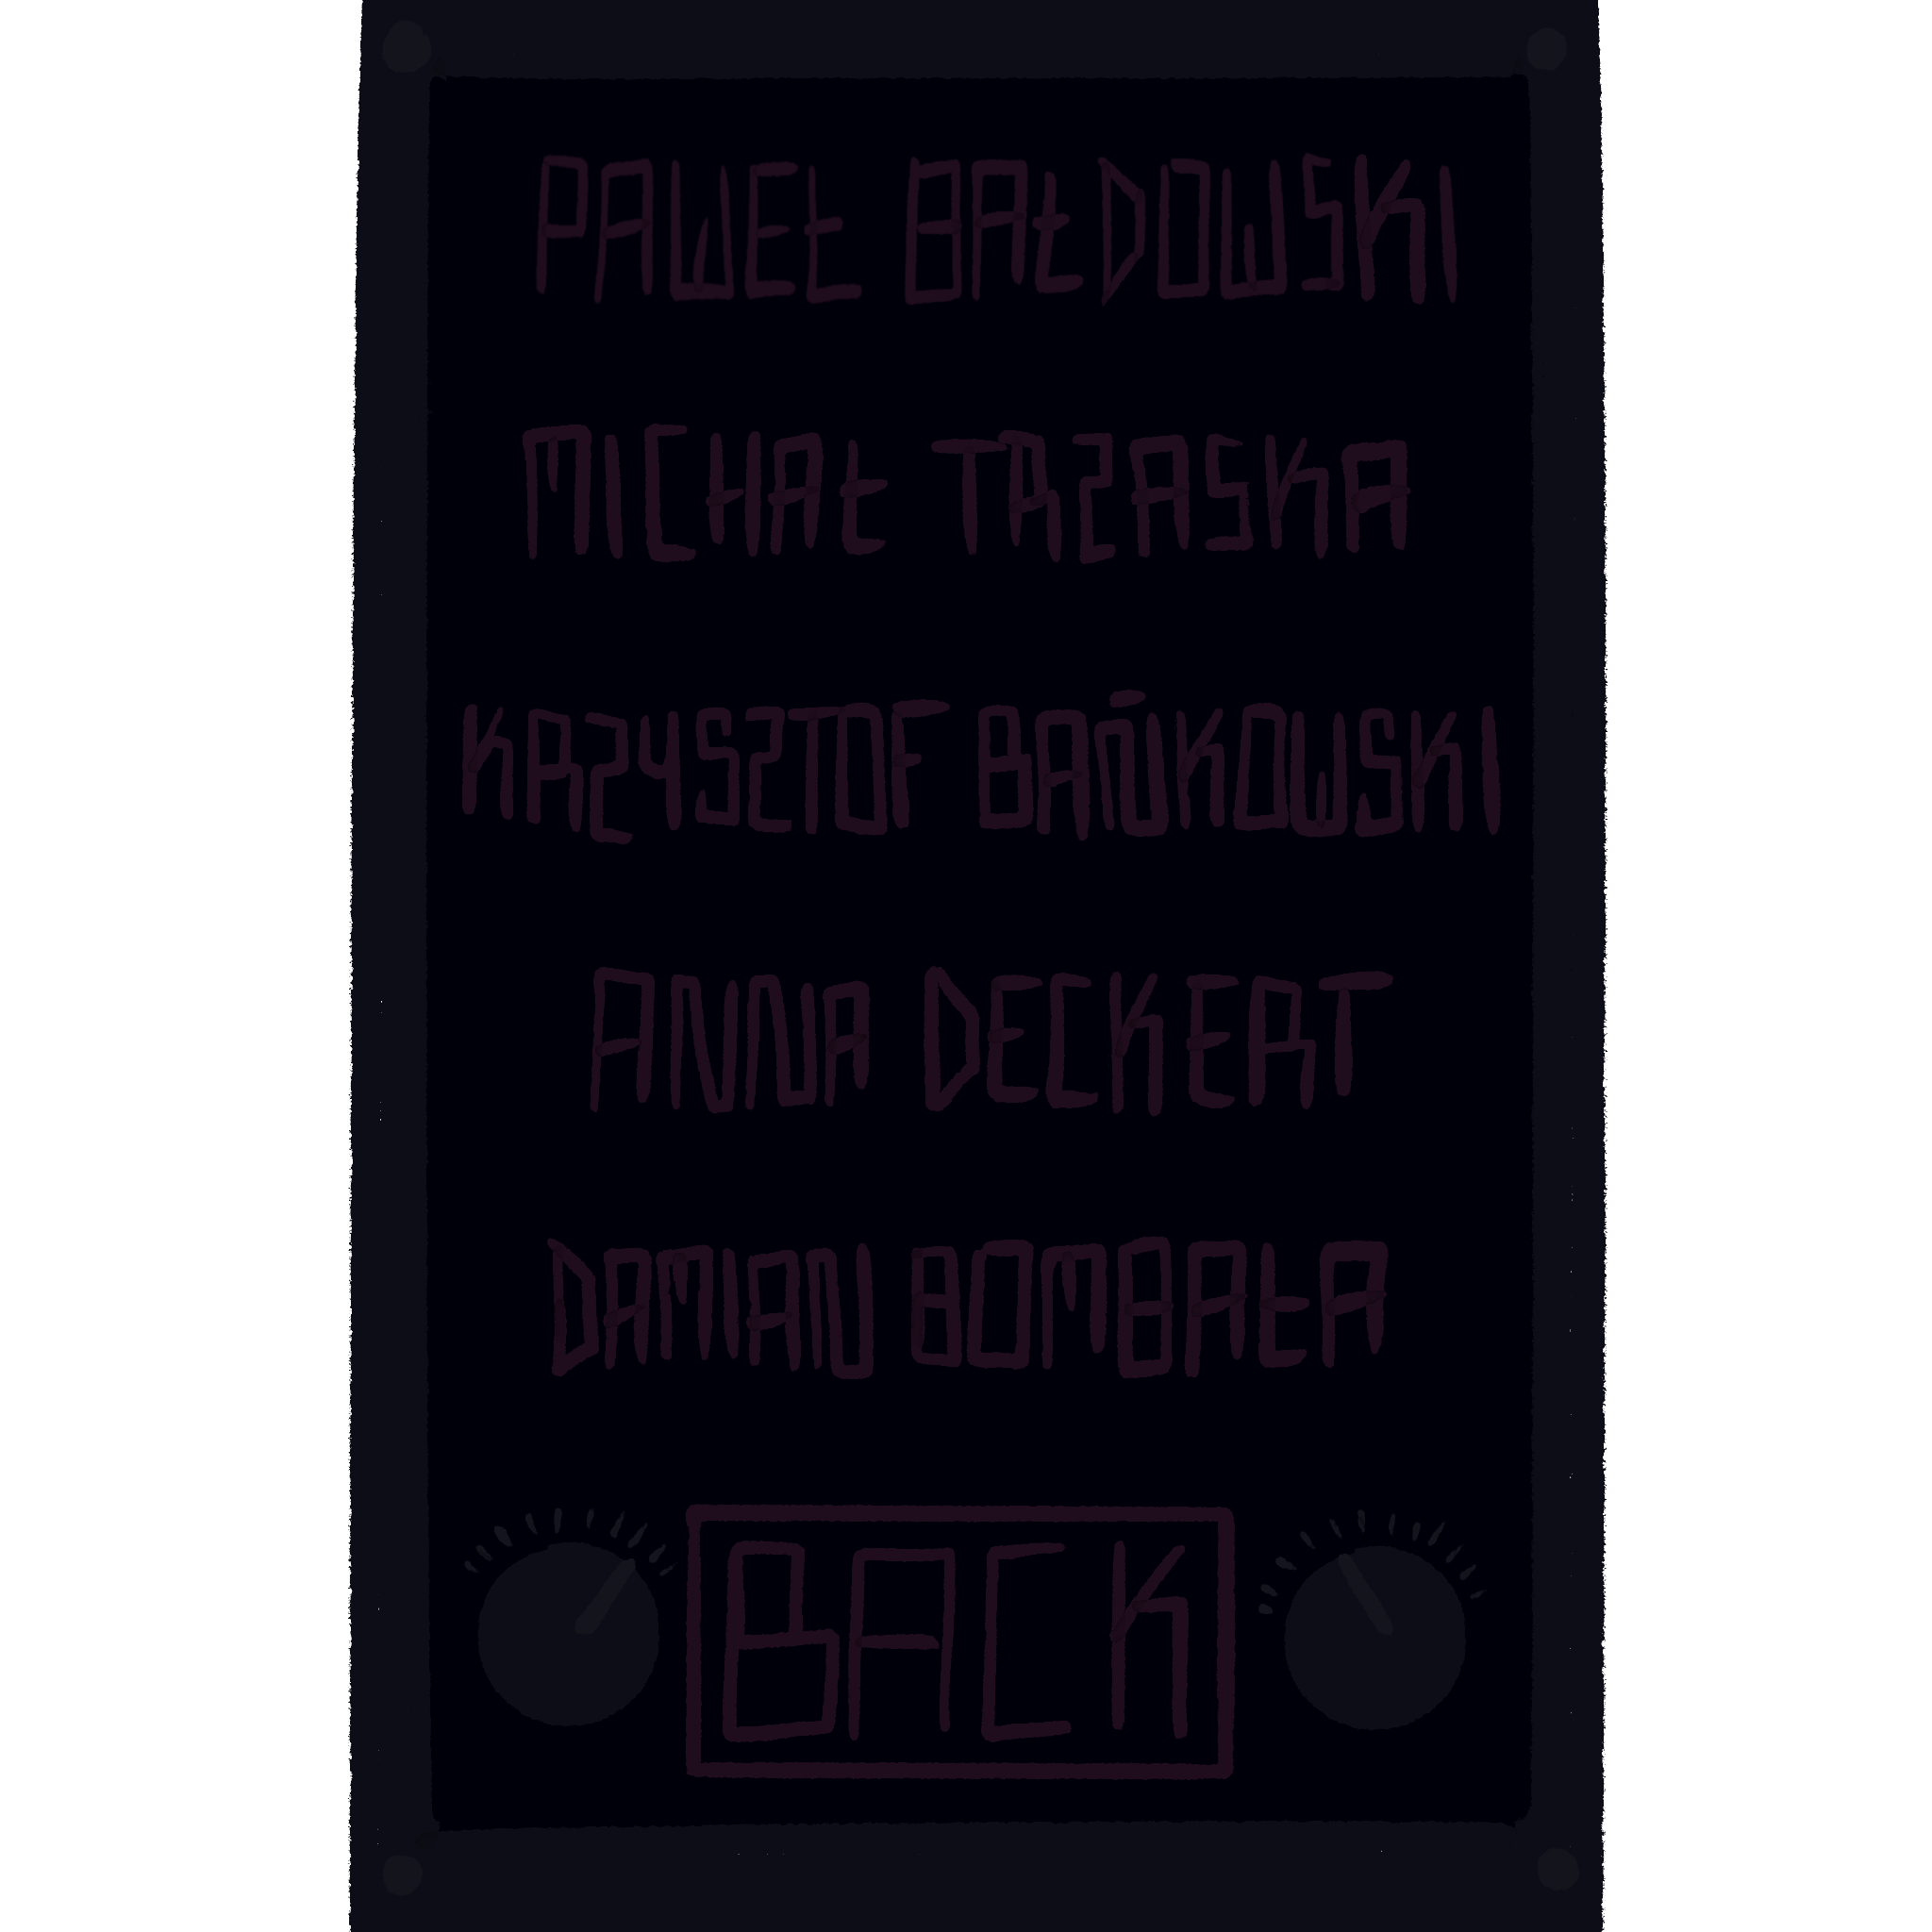 PAWEŁ BAŁDOWSKI
MICHAŁ TRZASKA
KRZYSZTOF BAŃKOWSKI
ANNA DECKERT
DAMIAN BOMBAŁA
BACK